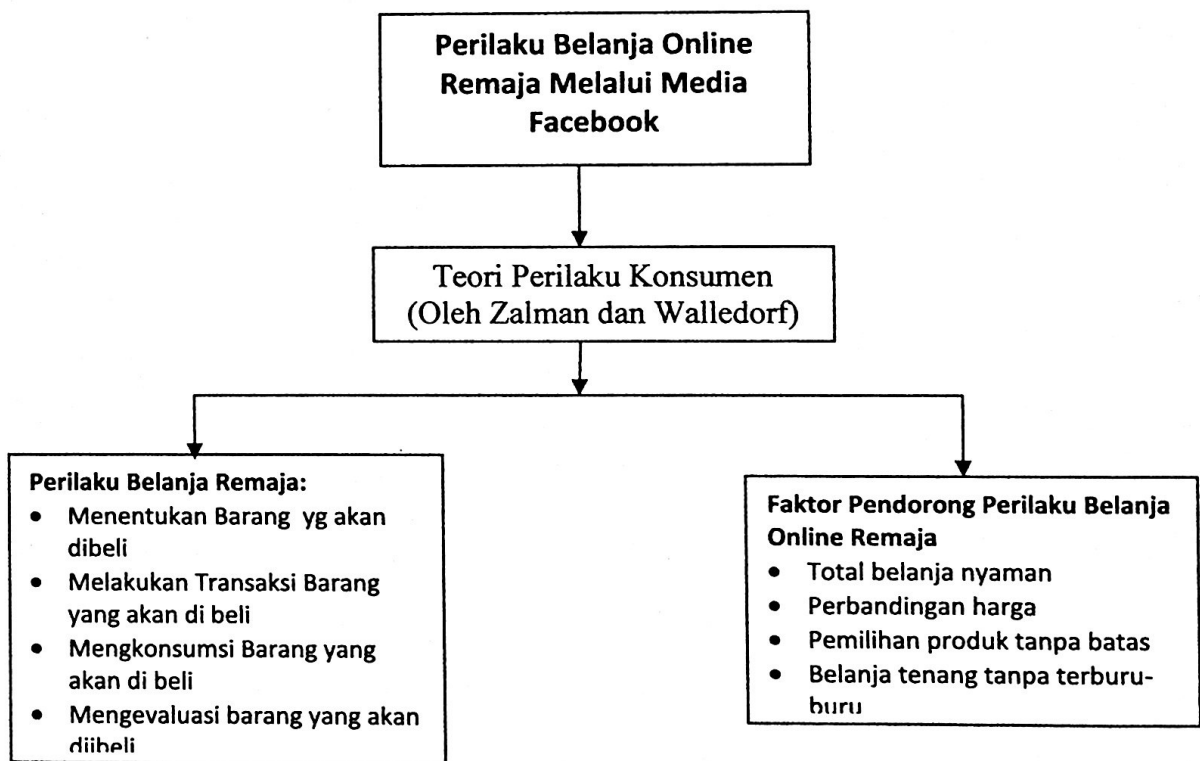 Perilaku Belanja Online
Remaja Melalui Media
Facebook
Teori Perilaku Konsumen
(Oleh Zalman dan Walledorf)
Perilaku Belanja Remaja:
• Menentukan Barang yg akan
dibeli
• Melakukan Transaksi Barang
yang akan di beli
• Mengkonsumsi Barang yang
akan di beli
• Mengevaluasi barang yang akan
diibeli
Faktor Pendorong Perilaku Belanja
Online Remaja
• Total belanja nyaman
• Perbandingan harga
• Pemilihan produk tanpa batas
• Belanja tenang tanpa terburu-
buru